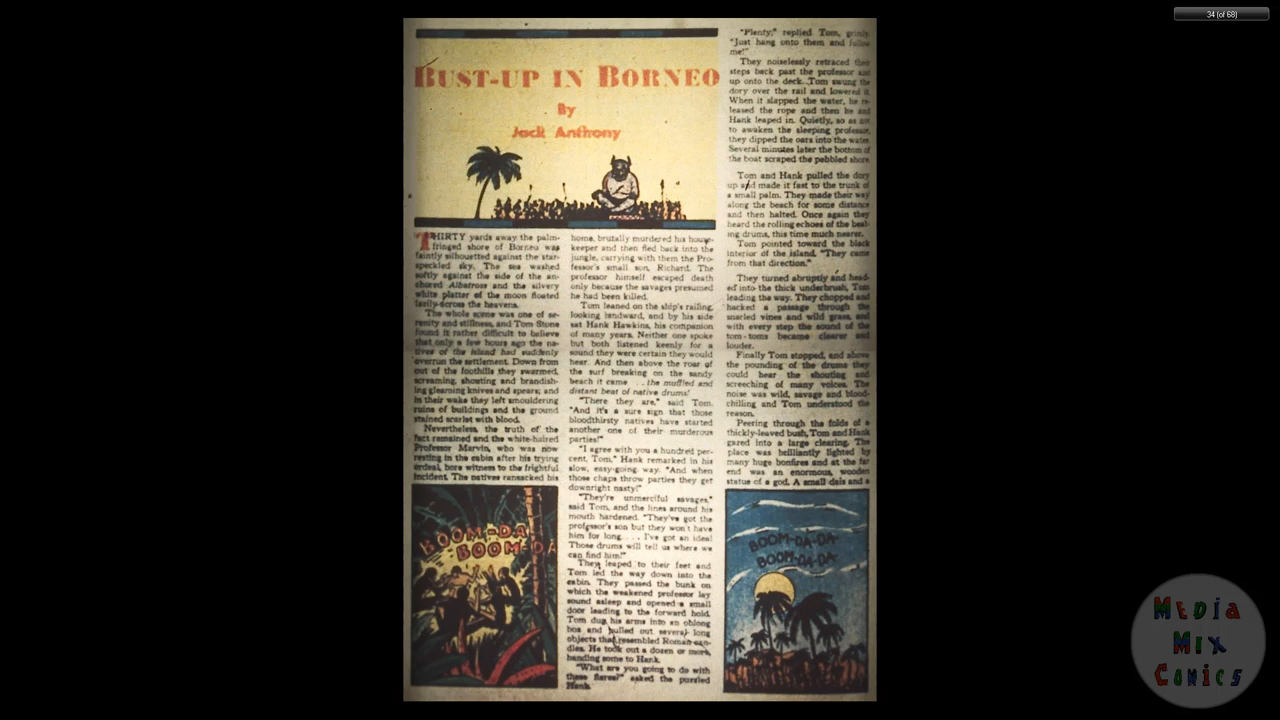 34 (of 68)
BUST-UP IN BORNEO
By
Jack Anthony
THIRTY yards away the palm-
fringed shore of Borneo was
faintly silhouetted against the star-
speckled sky. The sea washed
softly against the side of the an-
chored Albatross and the silvery
white platter of the moon floated
lazily across the heavens.
The whole scene was one of se-
renity and stillness, and Tom Stone
found it rather difficult to believe
that only a few hours ago the na-
tives of the island had suddenly
overrun the settlement. Down from
out of the foothills they swarmed,
screaming, shouting and brandish-
ing gleaming knives and spears; and
in their wake they left smouldering
ruins of buildings and the ground
stained scarlet with blood.
Nevertheless, the truth of the
fact remained and the white-haired
Professor Marvin, who was now
resting in the cabin after his trying
ordeal, bore witness to the frightful
incident. The natives ransacked his
BOOM-DA
BOOM-DA
home, brutally murdered his house-
keeper and then fled back into the
jungle, carrying with them the Pro-
fessor's small son, Richard. The
professor himself escaped death
only because the savages presumed
he had been killed.
Tom leaned on the ship's railing,
looking landward, and by his side
sat Hank Hawkins, his companion
of many years. Neither one spoke
but both listened keenly for a
sound they were certain they would
hear. And then above the roar of
the surf breaking on the sandy
beach it came . . . the muffled and
distant beat of native drums!
"There they are," said Tom.
"And it's a sure sign that those
bloodthirsty natives have started
another one of their murderous
parties!"
"I agree with you a hundred per-
cent, Tom," Hank remarked in his
slow, easy-going way. "And when
those chaps throw parties they get
downright nasty!"
"They're unmerciful savages,"
said Tom, and the lines around his
mouth hardened. "They've got the
professor's son but they won't have
him for long. . . . I've got an idea!
Those drums will tell us where we
can find him!"
They leaped to their feet and
Tom led the way down into the
cabin. They passed the bunk on
which the weakened professor lay
sound asleep and opened a small
door leading to the forward hold.
Tom dug his arms into an oblong
box and pulled out several long
objects that resembled Roman can-
dles. He took out a dozen or more,
handing some to Hank.
"What are you going to do with
these flares?" asked the puzzled
Hank.
"Plenty," replied Tom, grimly.
"Just hang onto them and follow
me!"
They noiselessly retraced their
steps back past the professor and
up onto the deck. Tom swung the
dory over the rail and lowered it.
When it slapped the water, he re-
leased the rope and then he and
Hank leaped in. Quietly, so as not
to awaken the sleeping professor,
they dipped the oars into the water.
Several minutes later the bottom of
the boat scraped the pebbled shore.
Tom and Hank pulled the dory
up and made it fast to the trunk of
a small palm. They made their way
along the beach for some distance
and then halted. Once again they
heard the rolling echoes of the beat-
ing drums, this time much nearer.
Tom pointed toward the black
interior of the island. "They came
from that direction."
They turned abruptly and head-
ed into the thick underbrush, Tom
leading the way. They chopped and
hacked a passage through the
snarled vines and wild grass, and
with every step the sound of the
tom-toms became clearer and
louder.
Finally Tom stopped, and above
the pounding of the drums they
could hear the shouting and
screeching of many voices. The
noise was wild, savage and blood-
chilling and Tom understood the
reason.
Peering through the folds of a
thickly-leaved bush, Tom and Hank
gazed into a large clearing. The
place was brilliantly lighted by
many huge bonfires and at the far
end was an enormous, wooden
statue of a god. A small dais and a
BOOM-DA-DA-
BOOM-DA-DA-
MEDIA
MIX
COMICS